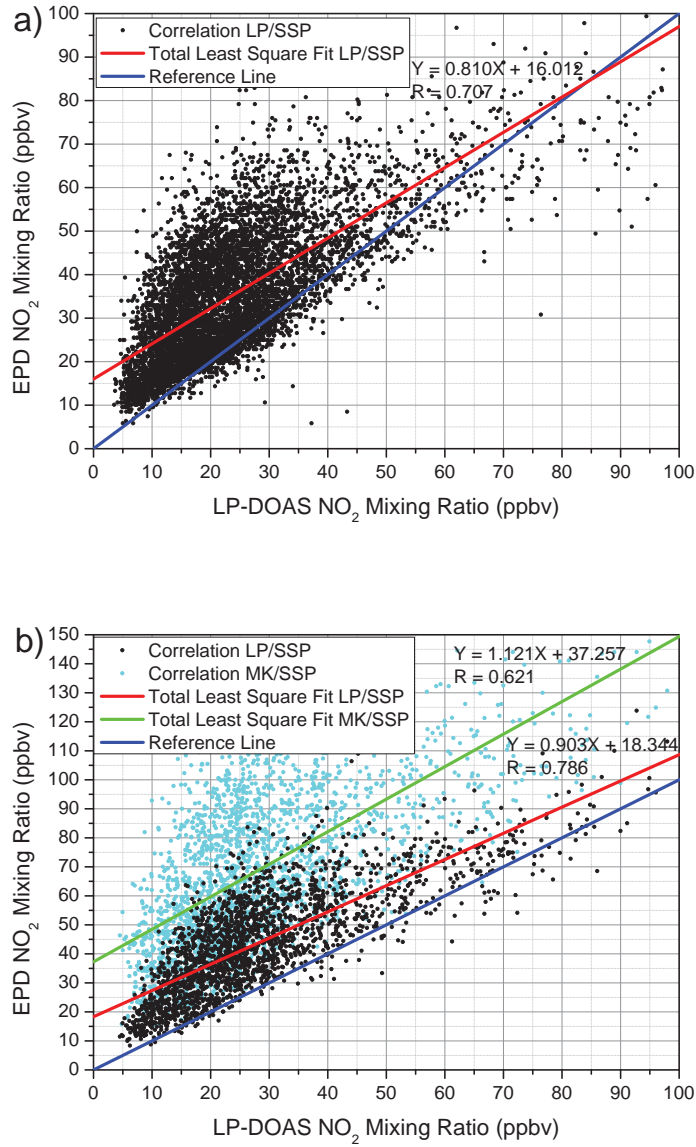 a)
Correlation LP/SSP
Total Least Square Fit LP/SSP
Reference Line
Y = 0.810X + 16.012
R = 0.707
100
90
80
70
60
50
40
30
20
10
0
EPD NO2 Mixing Ratio (ppbv)
0 10 20 30 40 50 60 70 80 90 100
LP-DOAS NO2 Mixing Ratio (ppbv)
b)
Correlation LP/SSP
Correlation MK/SSP
Total Least Square Fit LP/SSP
Total Least Square Fit MK/SSP
Reference Line
Y = 1.121X + 37.257
R = 0.621
Y = 0.903X + 18.344
R = 0.786
150
140
130
120
110
100
90
80
70
60
50
40
30
20
10
0
EPD NO2 Mixing Ratio (ppbv)
0 10 20 30 40 50 60 70 80 90 100
LP-DOAS NO2 Mixing Ratio (ppbv)